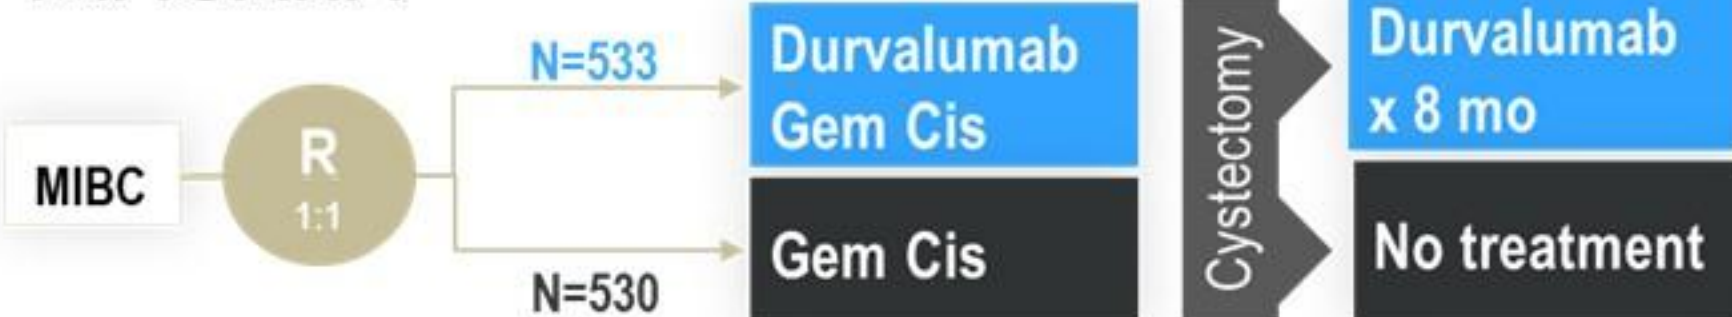 MIBC
R
1:1
N=533
Durvalumab
Gem Cis
N=530
Gem Cis
Cystectomy
Durvalumab
x 8 mo
No treatment